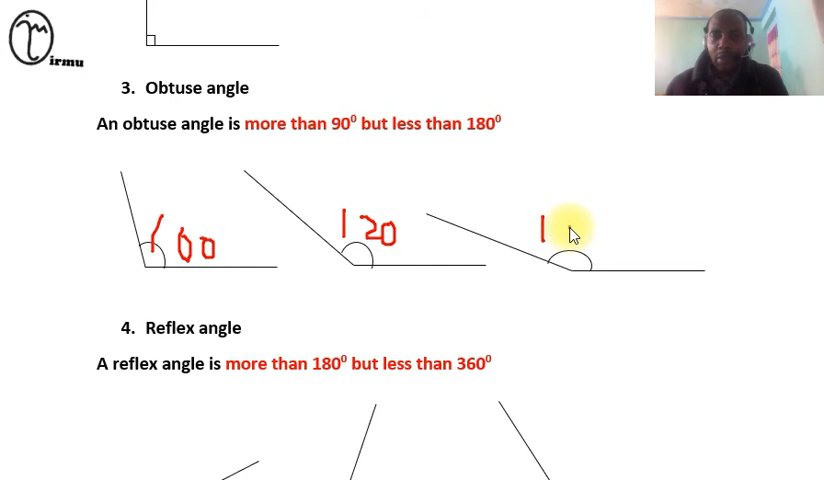 irmu
3. Obtuse angle
An obtuse angle is more than 90⁰ but less than 180⁰
100
120
1
4. Reflex angle
A reflex angle is more than 180⁰ but less than 360⁰